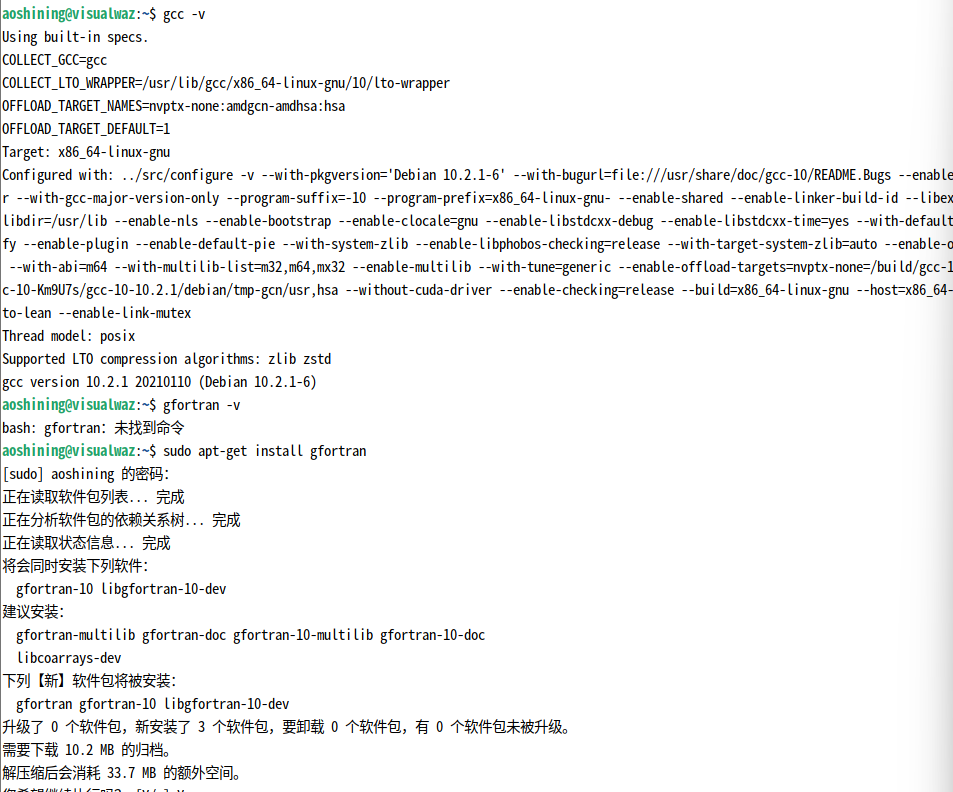 aoshining@visualwaz:~$ gcc -v
Using built-in specs.
COLLECT_GCC=gcc
COLLECT_LTO_WRAPPER=/usr/lib/gcc/x86_64-linux-gnu/10/lto-wrapper
OFFLOAD_TARGET_NAMES=nvptx-none:amdgcn-amdhsa:hsa
OFFLOAD_TARGET_DEFAULT=1
Target: x86_64-linux-gnu
Configured with: ../src/configure -v --with-pkgversion='Debian 10.2.1-6' --with-bugurl=file:///usr/share/doc/gcc-10/README.Bugs --enable
r --with-gcc-major-version-only --program-suffix=-10 --program-prefix=x86_64-linux-gnu- --enable-shared --enable-linker-build-id --libex
libdir=/usr/lib --enable-nls --enable-bootstrap --enable-clocale=gnu --enable-libstdcxx-debug --enable-libstdcxx-time=yes --with-default
fy --enable-plugin --enable-default-pie --with-system-zlib --enable-libphobos-checking=release --with-target-system-zlib=auto --enable-o
--with-abi=m64 --with-multilib-list=m32,m64,mx32 --enable-multilib --with-tune=generic --enable-offload-targets=nvptx-none=/build/gcc-1
c-10-Km9U7s/gcc-10-10.2.1/debian/tmp-gcn/usr,hsa --without-cuda-driver --enable-checking=release --build=x86_64-linux-gnu --host=x86_64-
to-lean --enable-link-mutex
Thread model: posix
Supported LTO compression algorithms: zlib zstd
gcc version 10.2.1 20210110 (Debian 10.2.1-6)
aoshining@visualwaz:~$ gfortran -v
bash: gfortran: 未找到命令
aoshining@visualwaz:~$ sudo apt-get install gfortran
[sudo] aoshining 的密码:
正在读取软件包列表... 完成
正在分析软件包的依赖关系树... 完成
正在读取状态信息... 完成
将会同时安装下列软件:
gfortran-10 libgfortran-10-dev
建议安装:
gfortran-multilib gfortran-doc gfortran-10-multilib gfortran-10-doc
libcoarrays-dev
下列【新】软件包将被安装:
gfortran gfortran-10 libgfortran-10-dev
升级了 0 个软件包，新安装了 3 个软件包，要卸载 0 个软件包，有 0 个软件包未被升级。
需要下载 10.2 MB 的归档。
解压缩后会消耗 33.7 MB 的额外空间。